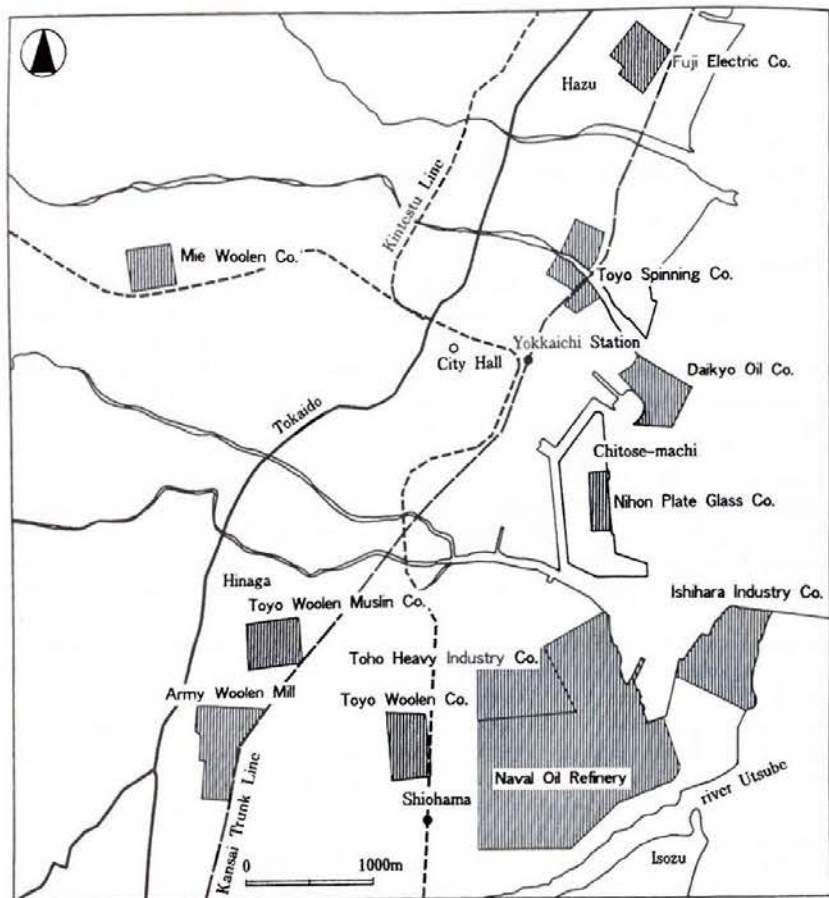 Fuji Electric Co.
Hazu
Kintestu Line
Mie Woolen Co.
Toyo Spinning Co.
Yokkaichi Station
City Hall
Daikyo Oil Co.
Tokaido
Chitose-machi
Nihon Plate Glass Co.
Hinaga
Ishihara Industry Co.
Toyo Woolen Muslin Co.
Toho Heavy Industry Co.
Army Woolen Mill
Toyo Woolen Co.
Naval Oil Refinery
river Utsube
Shiohama
Kansai Trunk Line
0 1000m
Isozu